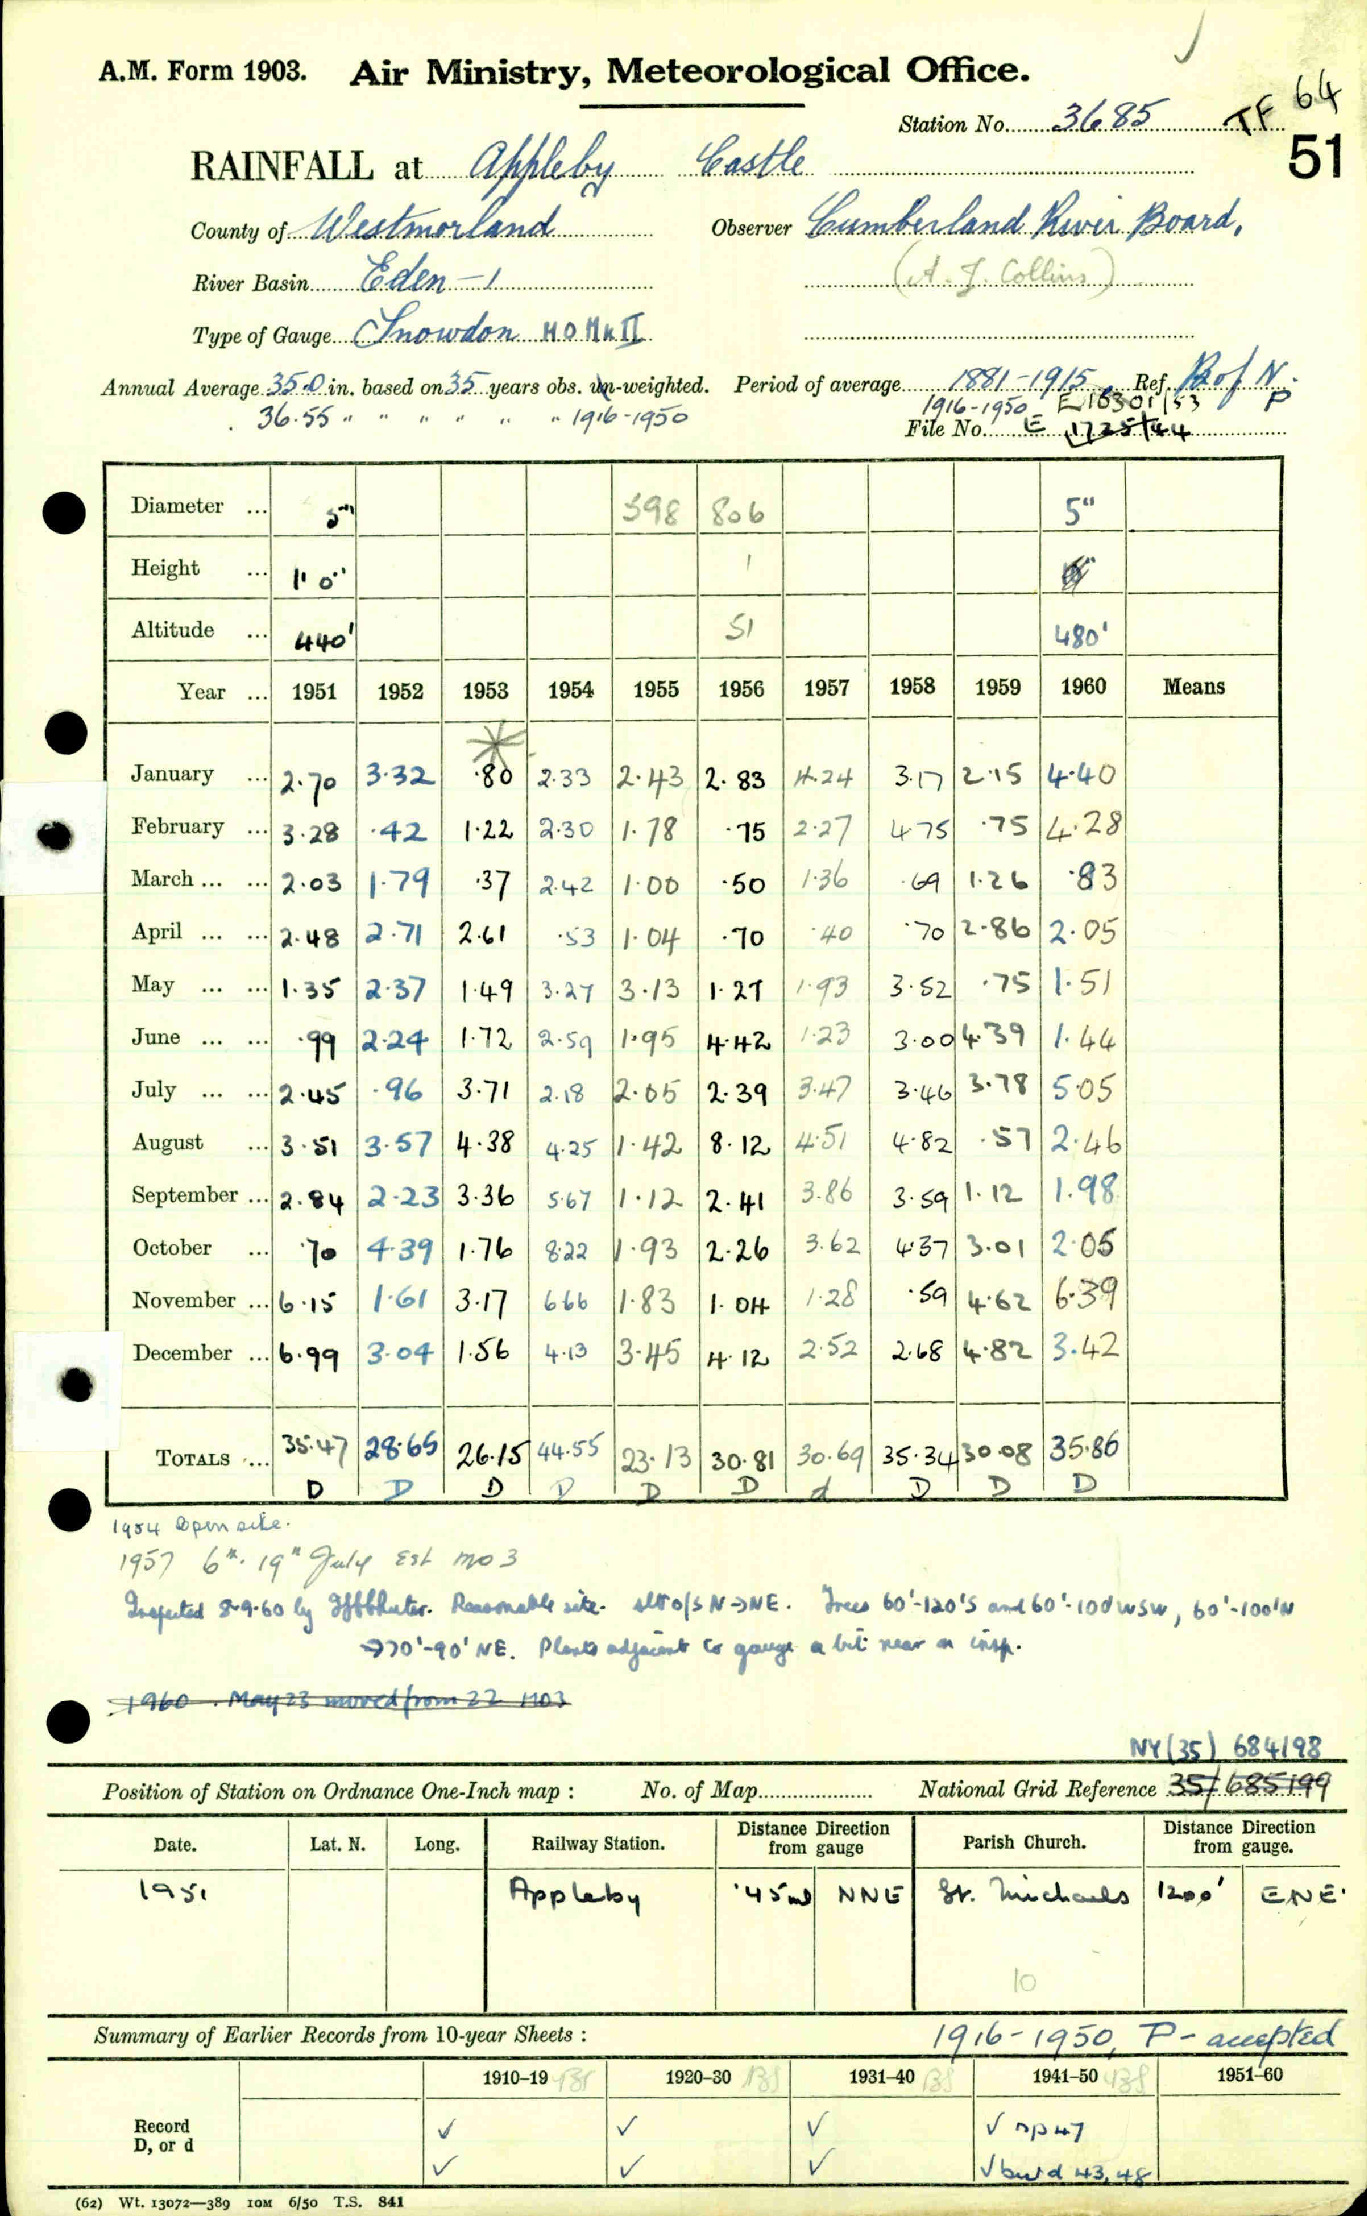 A.M. Form 1903. Air Ministry, Meteorological Office.
Station No. 3685 TF 64
51
RAINFALL at Appleby Castle
County of Westmorland Observer Cumberland River Board,
River Basin Eden - 1 (A. J. Collins)
Type of Gauge Snowdon MO Mk II
Annual Average 35.0 in. based on 35 years obs. un-weighted. Period of average 1881-1915 Ref. B of N. P
36.55 " " " " " " 1916-1950 1916-1950 E 16301/53
File No. E 1725/44
Diameter ... 5" 398 806 5"
Height ... 1' 0" 1
Altitude ... 440' 51 480'
Year ... 1951 1952 1953 1954 1955 1956 1957 1958 1959 1960 Means
January ... 2.70 3.32 .80 2.33 2.43 2.83 4.24 3.17 2.15 4.40
February ... 3.28 .42 1.22 2.30 1.78 .75 2.27 4.75 .75 4.28
March ... ... 2.03 1.79 .37 2.42 1.00 .50 1.36 .69 1.26 .83
April ... ... 2.48 2.71 2.61 .53 1.04 .70 .40 .70 2.86 2.05
May ... ... 1.35 2.37 1.49 3.27 3.13 1.27 1.93 3.52 .75 1.51
June ... ... .99 2.24 1.72 2.59 1.95 4.42 1.23 3.00 4.39 1.44
July ... ... 2.45 .96 3.71 2.18 2.05 2.39 3.47 3.46 3.78 5.05
August ... 3.51 3.57 4.38 4.25 1.42 8.12 4.51 4.82 .57 2.46
September ... 2.84 2.23 3.36 5.67 1.12 2.41 3.86 3.59 1.12 1.98
October ... .70 4.39 1.76 8.22 1.93 2.26 3.62 4.37 3.01 2.05
November ... 6.15 1.61 3.17 6.66 1.83 1.04 1.28 .59 4.62 6.39
December ... 6.99 3.04 1.56 4.13 3.45 4.12 2.52 2.68 4.82 3.42
TOTALS ... 35.47 28.65 26.15 44.55 23.13 30.81 30.69 35.34 30.08 35.86
D D D D D D d D D D
1954 Open site.
1957 6th. 19th July Est MO3
Inspected 8-9-60 by Reasonable site. alt o/s N→NE. Trees 60'-120'S and 60'-100'WSW, 60'-100'N
→70'-90' NE. Plants adjacent to gauge a bit near on insp.
1960 . May 23 moved from 22 MO3
NY(35) 684198
Position of Station on Ordnance One-Inch map : No. of Map National Grid Reference 35/685199
Date. Lat. N. Long. Railway Station. Distance Direction from gauge Parish Church. Distance Direction from gauge.
1951 Appleby .45m NNE St. Michaels 1200' ENE.
10
Summary of Earlier Records from 10-year Sheets : 1916-1950, P - accepted
1910-19 1920-30 1931-40 1941-50 1951-60
Record ✓ ✓ ✓ ✓ np 47
D, or d ✓ ✓ ✓ ✓ but d 43, 48
(62) Wt. 13072—389 10M 6/50 T.S. 841